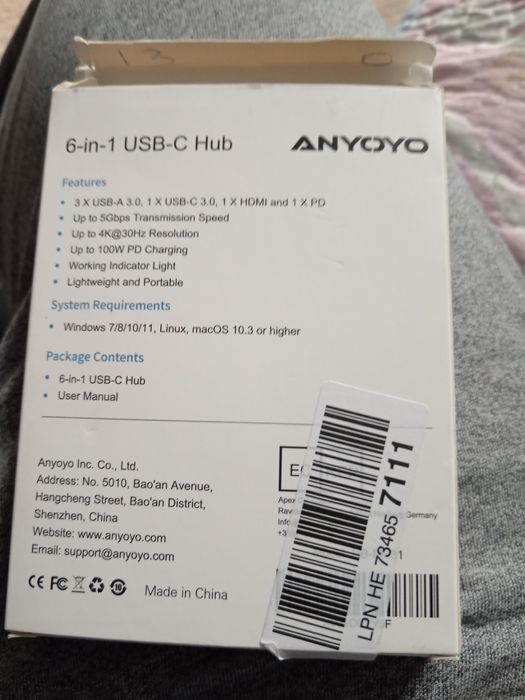 13 0
6-in-1 USB-C Hub
ANYOYO
Features
• 3 X USB-A 3.0, 1 X USB-C 3.0, 1 X HDMI and 1 X PD
• Up to 5Gbps Transmission Speed
• Up to 4K@30Hz Resolution
• Up to 100W PD Charging
• Working Indicator Light
• Lightweight and Portable
System Requirements
• Windows 7/8/10/11, Linux, macOS 10.3 or higher
Package Contents
• 6-in-1 USB-C Hub
• User Manual
Anyoyo Inc. Co., Ltd.
Address: No. 5010, Bao'an Avenue,
Hangcheng Street, Bao'an District,
Shenzhen, China
Website: www.anyoyo.com
Email: support@anyoyo.com
CE FC
Made in China
Germany
LPN HE 73465 7111